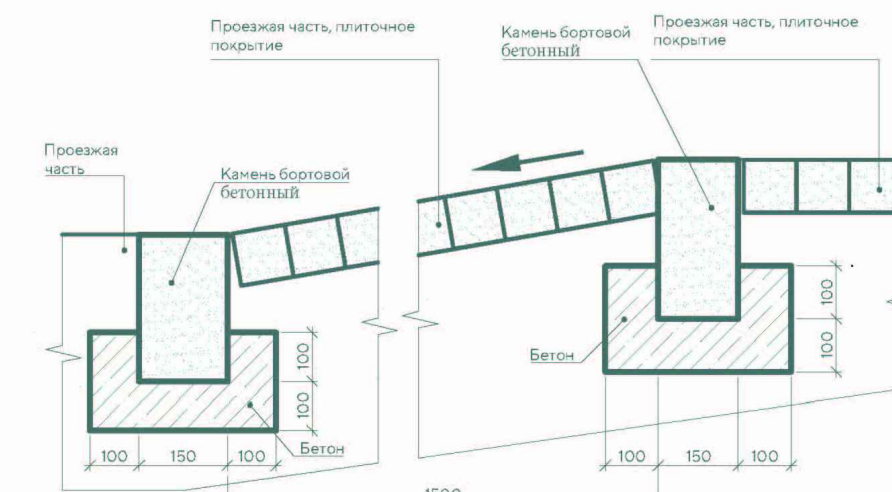 Проезжая часть, плиточное
покрытие
Камень бортовой
бетонный
Проезжая часть, плиточное
покрытие
Проезжая
часть
Камень бортовой
бетонный
100
100
Бетон
100
150
100
Бетон
100
100
100
150
100